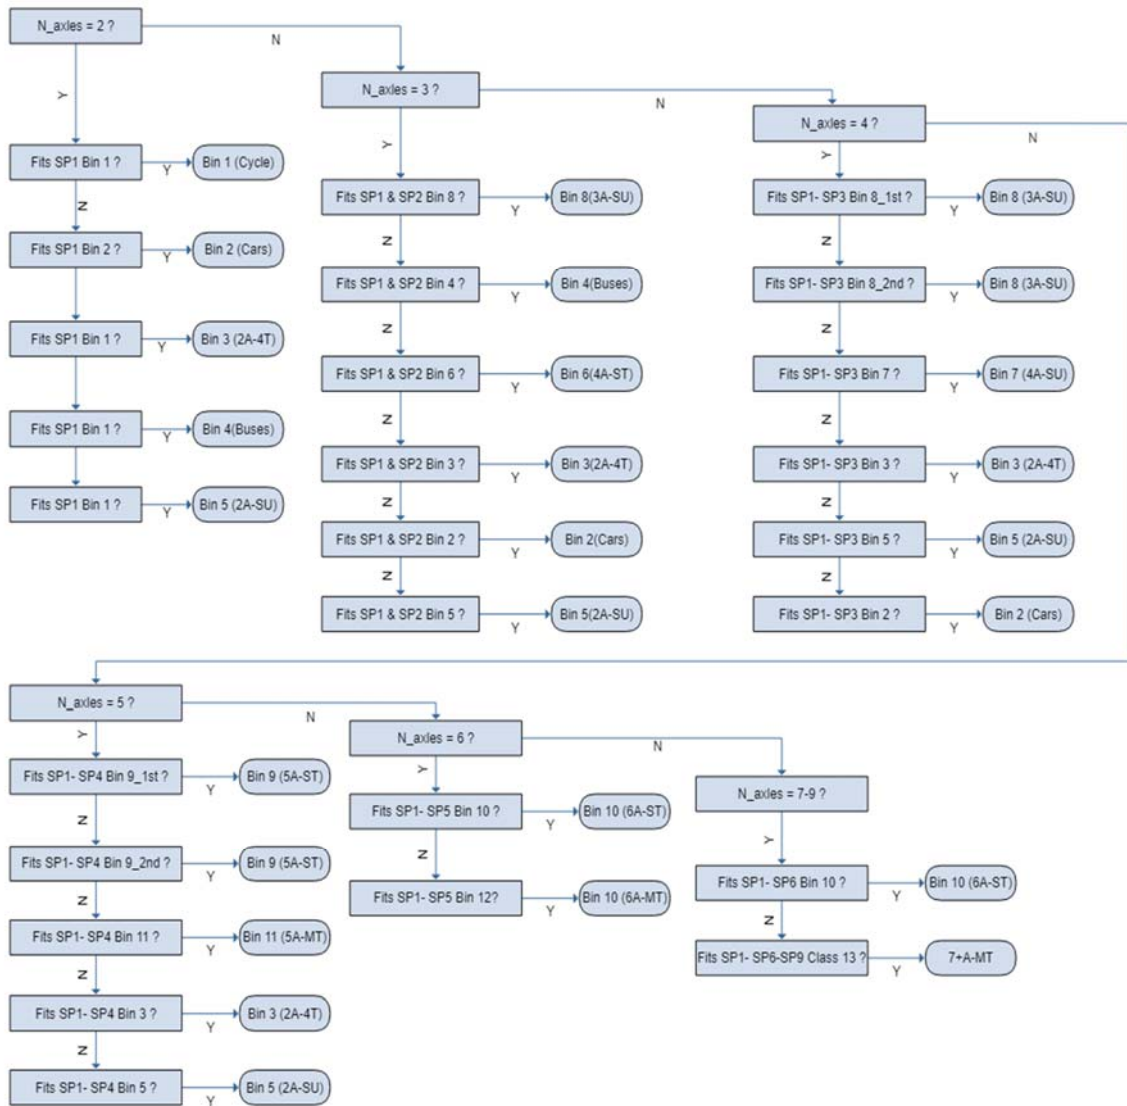 N_axles = 2 ?
N
Y
Fits SP1 Bin 1 ?
Y
Bin 1 (Cycle)
N
Fits SP1 Bin 2 ?
Y
Bin 2 (Cars)
Fits SP1 Bin 1 ?
Y
Bin 3 (2A-4T)
Fits SP1 Bin 1 ?
Y
Bin 4(Buses)
Fits SP1 Bin 1 ?
Y
Bin 5 (2A-SU)
N_axles = 3 ?
N
Y
Fits SP1 & SP2 Bin 8 ?
Y
Bin 8(3A-SU)
N
Fits SP1 & SP2 Bin 4 ?
Y
Bin 4(Buses)
N
Fits SP1 & SP2 Bin 6 ?
Y
Bin 6(4A-ST)
N
Fits SP1 & SP2 Bin 3 ?
Y
Bin 3(2A-4T)
N
Fits SP1 & SP2 Bin 2 ?
Y
Bin 2(Cars)
N
Fits SP1 & SP2 Bin 5 ?
Y
Bin 5(2A-SU)
N_axles = 4 ?
N
Y
Fits SP1- SP3 Bin 8_1st ?
Y
Bin 8 (3A-SU)
N
Fits SP1- SP3 Bin 8_2nd ?
Y
Bin 8 (3A-SU)
N
Fits SP1- SP3 Bin 7 ?
Y
Bin 7 (4A-SU)
N
Fits SP1- SP3 Bin 3 ?
Y
Bin 3 (2A-4T)
N
Fits SP1- SP3 Bin 5 ?
Y
Bin 5 (2A-SU)
N
Fits SP1- SP3 Bin 2 ?
Y
Bin 2 (Cars)
N_axles = 5 ?
N
Y
Fits SP1- SP4 Bin 9_1st ?
Y
Bin 9 (5A-ST)
N
Fits SP1- SP4 Bin 9_2nd ?
Y
Bin 9 (5A-ST)
N
Fits SP1- SP4 Bin 11 ?
Y
Bin 11 (5A-MT)
N
Fits SP1- SP4 Bin 3 ?
Y
Bin 3 (2A-4T)
N
Fits SP1- SP4 Bin 5 ?
Y
Bin 5 (2A-SU)
N_axles = 6 ?
N
Y
Fits SP1- SP5 Bin 10 ?
Y
Bin 10 (6A-ST)
N
Fits SP1- SP5 Bin 12?
Y
Bin 10 (6A-MT)
N_axles = 7-9 ?
Y
Fits SP1- SP6 Bin 10 ?
Y
Bin 10 (6A-ST)
N
Fits SP1- SP6-SP9 Class 13 ?
Y
7+A-MT